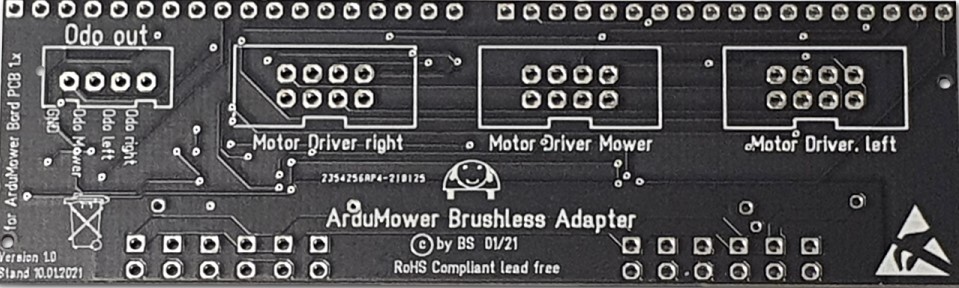 Odo out
for ArduMower Bord PCB 1.x
GND
Odo Mower
Odo Left
Odo right
Motor Driver right
Motor Driver Mower
Motor Driver. left
2354256AP4-210125
ArduMower Brushless Adapter
c by BS 01/21
RoHS Compliant lead free
Version 1.0
Stand 10.01.2021